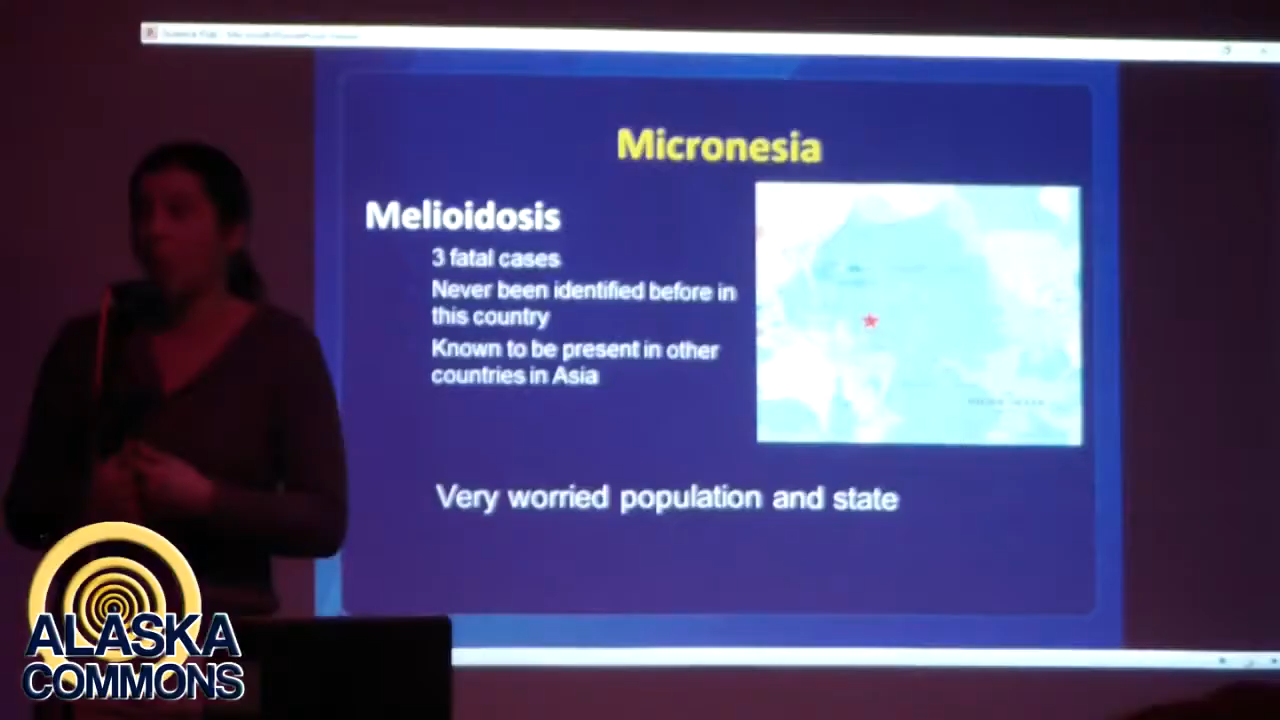 Micronesia
Melioidosis
3 fatal cases
Never been identified before in
this country
Known to be present in other
countries in Asia
Very worried population and state
ALASKA
COMMONS